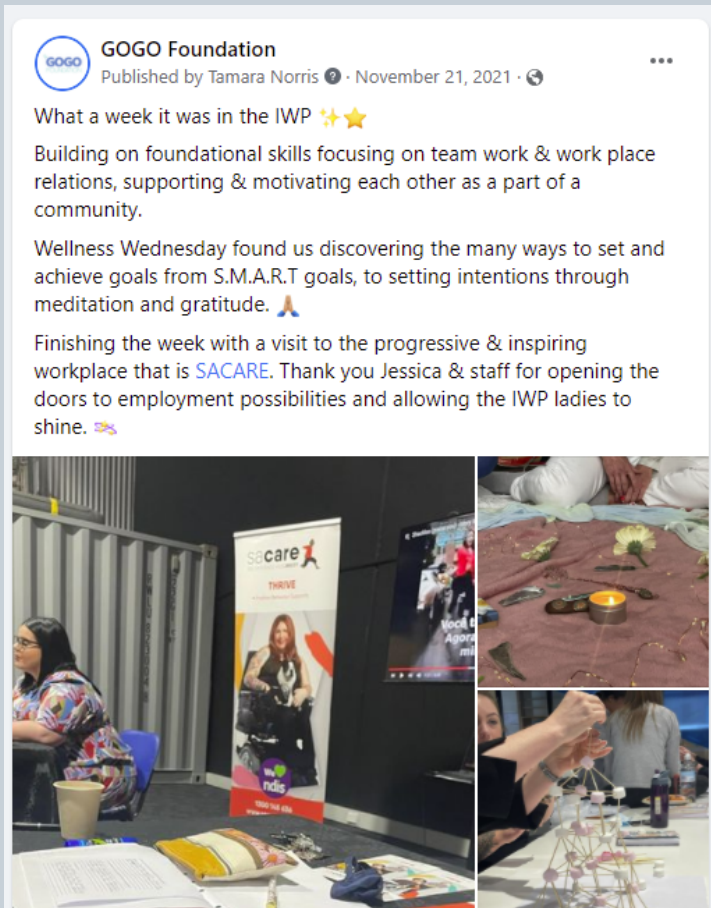 GOGO
GOGO Foundation
Published by Tamara Norris · November 21, 2021 ·
What a week it was in the IWP ✨⭐
Building on foundational skills focusing on team work & work place
relations, supporting & motivating each other as a part of a
community.
Wellness Wednesday found us discovering the many ways to set and
achieve goals from S.M.A.R.T goals, to setting intentions through
meditation and gratitude. 🙏🏽
Finishing the week with a visit to the progressive & inspiring
workplace that is SACARE. Thank you Jessica & staff for opening the
doors to employment possibilities and allowing the IWP ladies to
shine. 💫
sacare
THRIVE
Você
Agora
mi
ndis